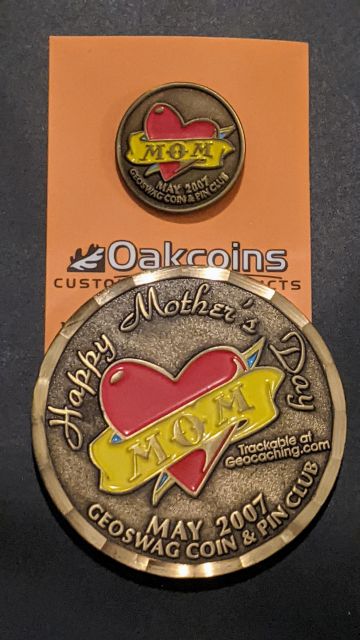 MOM
MAY 2007
GEOSWAG COIN & PIN CLUB
Oakcoins
Happy Mother's Day
MOM
Trackable at
Geocaching.com
MAY 2007
GEOSWAG COIN & PIN CLUB